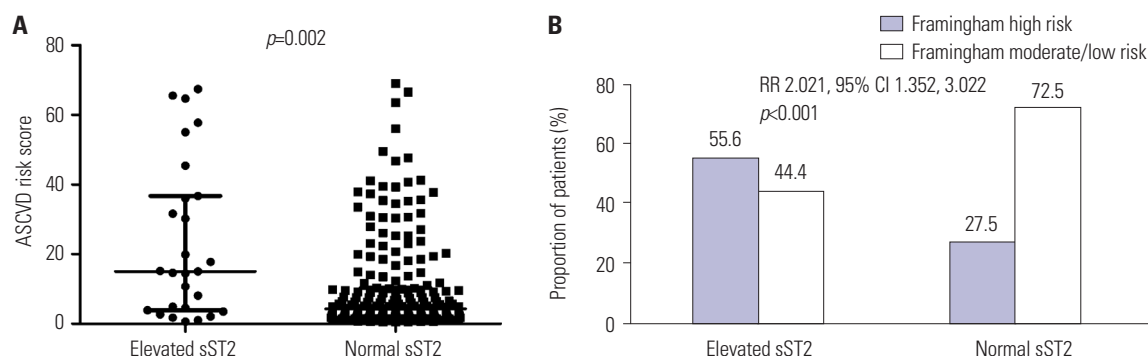 A
p=0.002
80
60
40
20
0
ASCVD risk score
Elevated sST2
Normal sST2
B
Framingham high risk
Framingham moderate/low risk
RR 2.021, 95% CI 1.352, 3.022
p<0.001
80
60
40
20
0
Proportion of patients (%)
55.6
44.4
27.5
72.5
Elevated sST2
Normal sST2